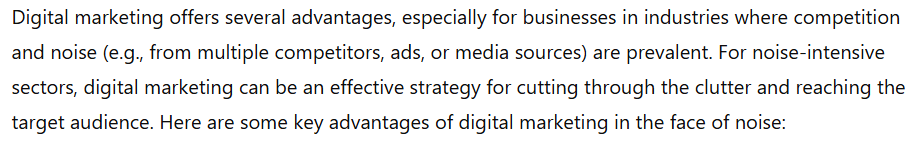 Digital marketing offers several advantages, especially for businesses in industries where competition
and noise (e.g., from multiple competitors, ads, or media sources) are prevalent. For noise-intensive
sectors, digital marketing can be an effective strategy for cutting through the clutter and reaching the
target audience. Here are some key advantages of digital marketing in the face of noise: